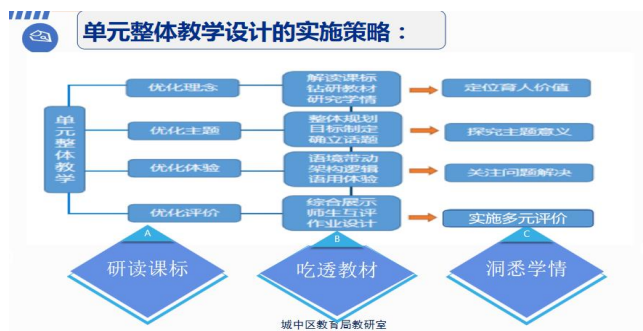 单元整体教学设计的实施策略：
单元整体教学
优化理念
解读课标
钻研教材
研究学情
定位育人价值
优化主题
整体规划
目标制定
确立话题
探究主题意义
优化体验
语境带动
架构逻辑
语用体验
关注问题解决
优化评价
综合展示
师生互评
作业设计
实施多元评价
A
研读课标
B
吃透教材
C
洞悉学情
城中区教育局教研室